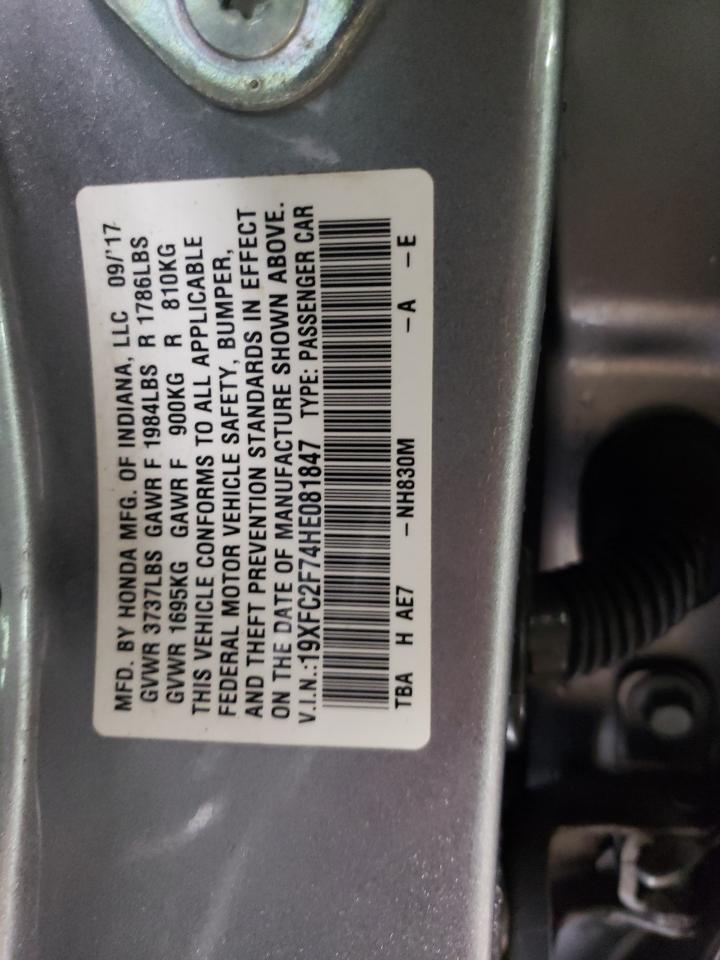 MFD. BY HONDA MFG. OF INDIANA, LLC 09/'17
GVWR 3737LBS GAWR F 1984LBS R 1786LBS
GVWR 1695KG GAWR F 900KG R 810KG
THIS VEHICLE CONFORMS TO ALL APPLICABLE
FEDERAL MOTOR VEHICLE SAFETY, BUMPER,
AND THEFT PREVENTION STANDARDS IN EFFECT
ON THE DATE OF MANUFACTURE SHOWN ABOVE.
V.I.N.:19XFC2F74HE081847 TYPE: PASSENGER CAR
TBA H AE7 -NH830M -A -E